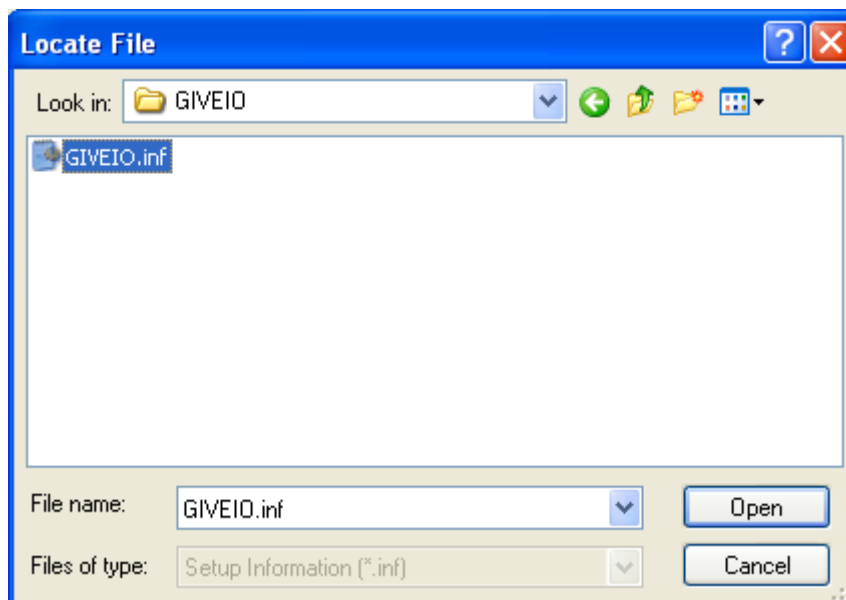 Locate File
Look in: GIVEIO
GIVEIO.inf
File name: GIVEIO.inf Open
Files of type: Setup Information (*.inf) Cancel